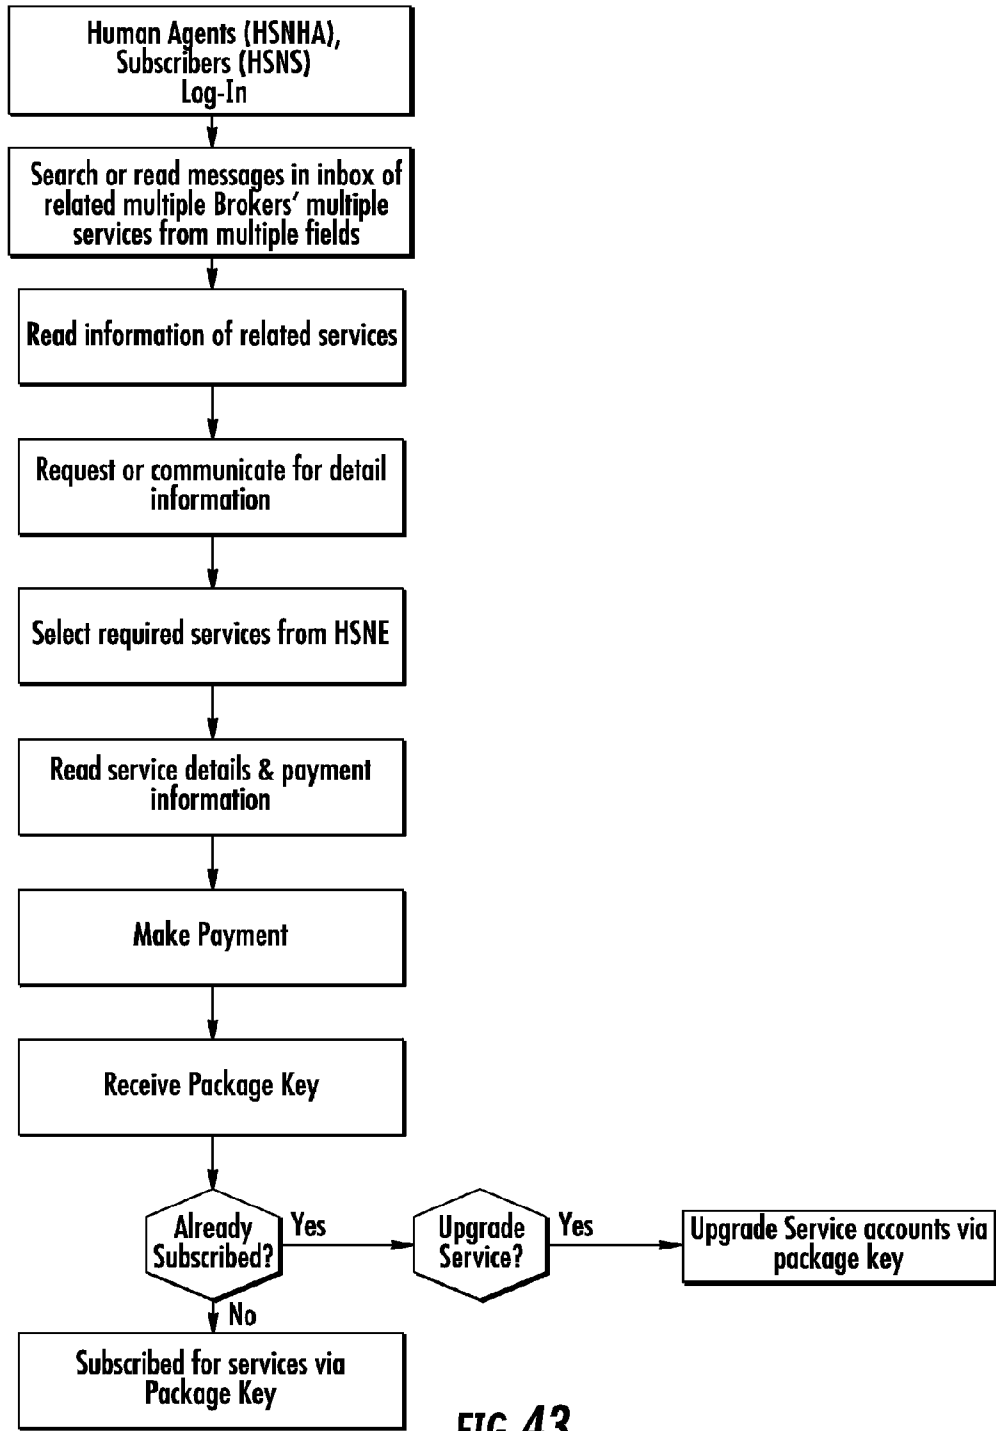 Human Agents (HSNHA),
Subscribers (HSNS)
Log-In
Search or read messages in inbox of
related multiple Brokers' multiple
services from multiple fields
Read information of related services
Request or communicate for detail
information
Select required services from HSNE
Read service details & payment
information
Make Payment
Receive Package Key
Already
Subscribed?
Yes
Upgrade
Service?
Yes
Upgrade Service accounts via
package key
No
Subscribed for services via
Package Key
FIG. 43